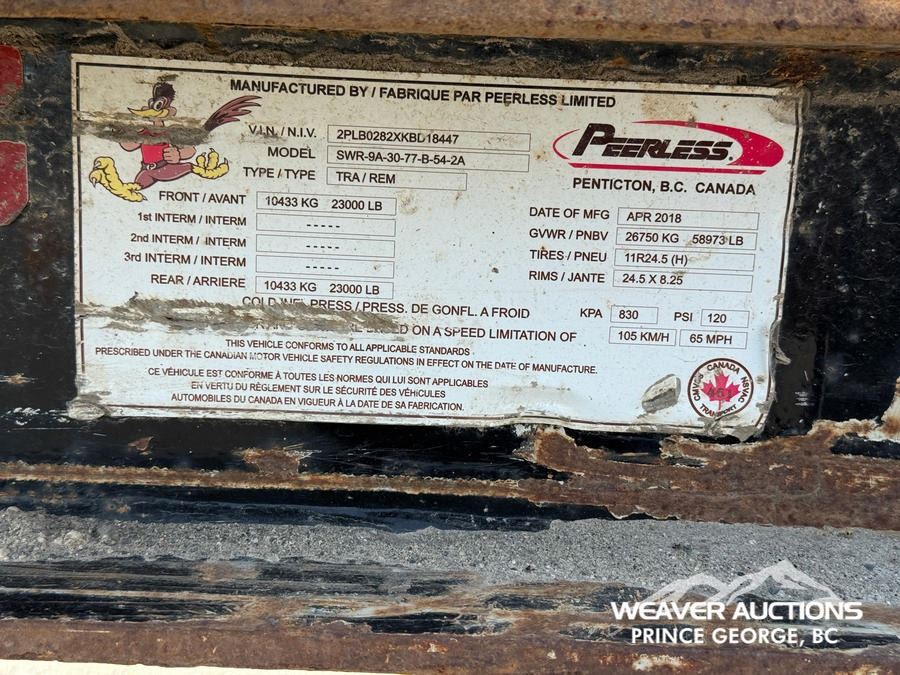 MANUFACTURED BY / FABRIQUE PAR PEERLESS LIMITED
V.I.N. / N.I.V. 2PLB0282XKBD18447
MODEL SWR-9A-30-77-B-54-2A
TYPE / TYPE TRA / REM
PEERLESS
PENTICTON, B.C. CANADA
FRONT / AVANT 10433 KG 23000 LB
1st INTERM / INTERM -----
2nd INTERM / INTERM -----
3rd INTERM / INTERM -----
REAR / ARRIERE 10433 KG 23000 LB
DATE OF MFG APR 2018
GVWR / PNBV 26750 KG 58973 LB
TIRES / PNEU 11R24.5 (H)
RIMS / JANTE 24.5 X 8.25
COLD INFL PRESS / PRESS. DE GONFL. A FROID KPA 830 PSI 120
ON A SPEED LIMITATION OF 105 KM/H 65 MPH
THIS VEHICLE CONFORMS TO ALL APPLICABLE STANDARDS
PRESCRIBED UNDER THE CANADIAN MOTOR VEHICLE SAFETY REGULATIONS IN EFFECT ON THE DATE OF MANUFACTURE.
CE VÉHICULE EST CONFORME À TOUTES LES NORMES QUI LUI SONT APPLICABLES
EN VERTU DU RÈGLEMENT SUR LE SÉCURITÉ DES VÉHICULES
AUTOMOBILES DU CANADA EN VIGUEUR À LA DATE DE SA FABRICATION.
CANADA
NSVAC
TRANSPORT
CMVSS
WEAVER AUCTIONS
PRINCE GEORGE, BC